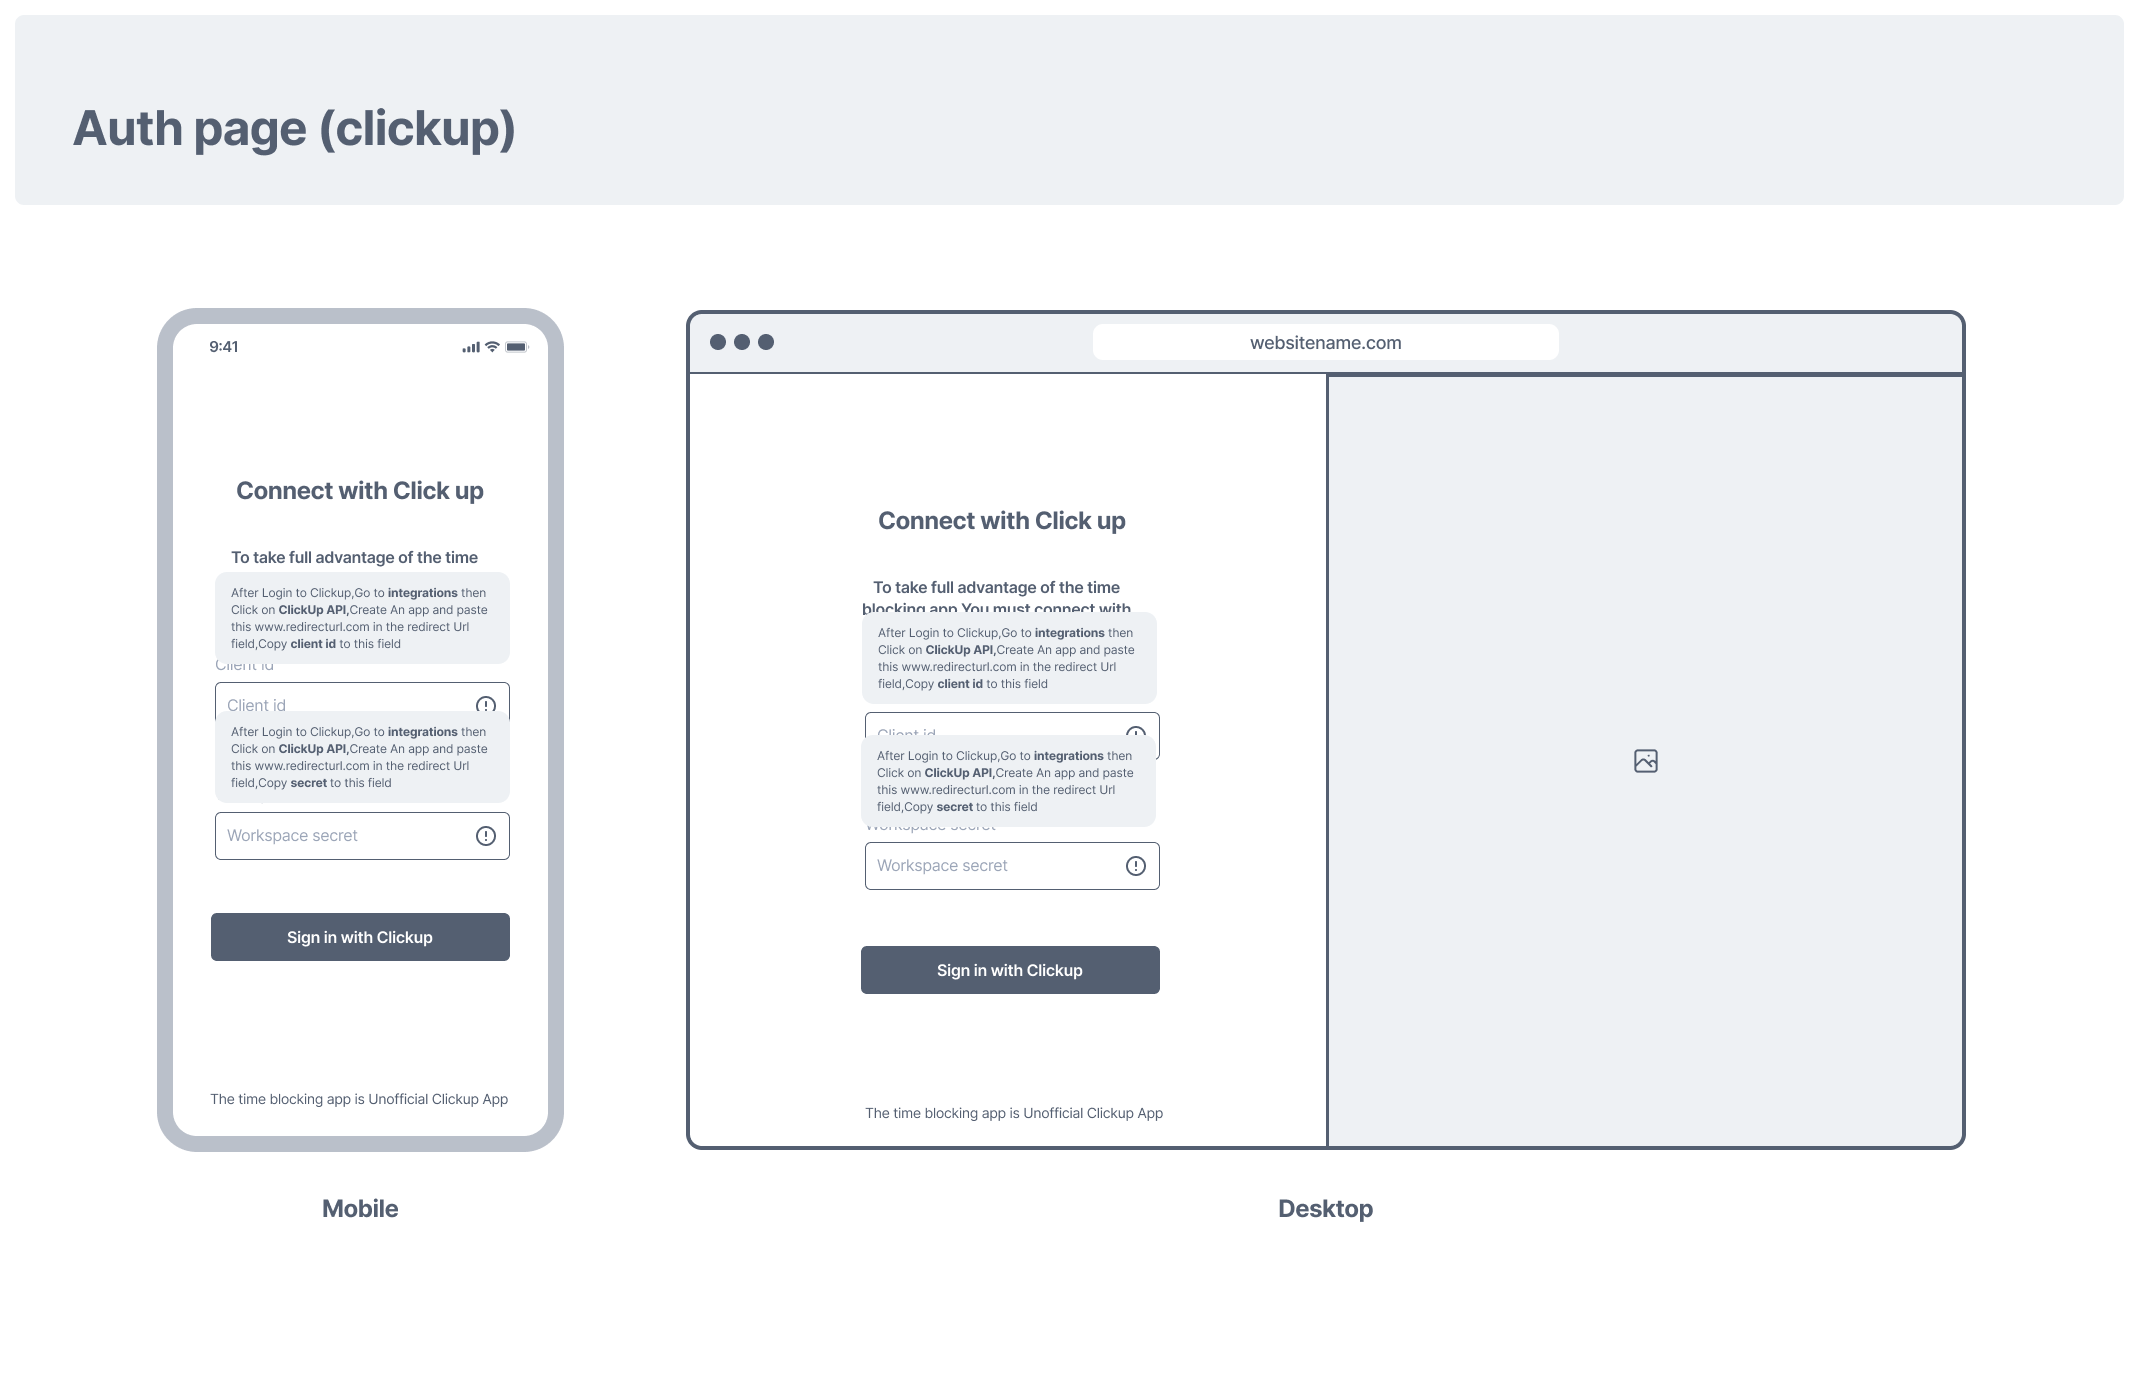 Auth page (clickup)
9:41
Connect with Click up
To take full advantage of the time
After Login to Clickup,Go to integrations then
Click on ClickUp API,Create An app and paste
this www.redirecturl.com in the redirect Url
field,Copy client id to this field
Client id
Client id
After Login to Clickup,Go to integrations then
Click on ClickUp API,Create An app and paste
this www.redirecturl.com in the redirect Url
field,Copy secret to this field
Workspace secret
Sign in with Clickup
The time blocking app is Unofficial Clickup App
Mobile
websitename.com
Connect with Click up
To take full advantage of the time
blocking app You must connect with
After Login to Clickup,Go to integrations then
Click on ClickUp API,Create An app and paste
this www.redirecturl.com in the redirect Url
field,Copy client id to this field
Client id
After Login to Clickup,Go to integrations then
Click on ClickUp API,Create An app and paste
this www.redirecturl.com in the redirect Url
field,Copy secret to this field
Workspace secret
Workspace secret
Sign in with Clickup
The time blocking app is Unofficial Clickup App
Desktop